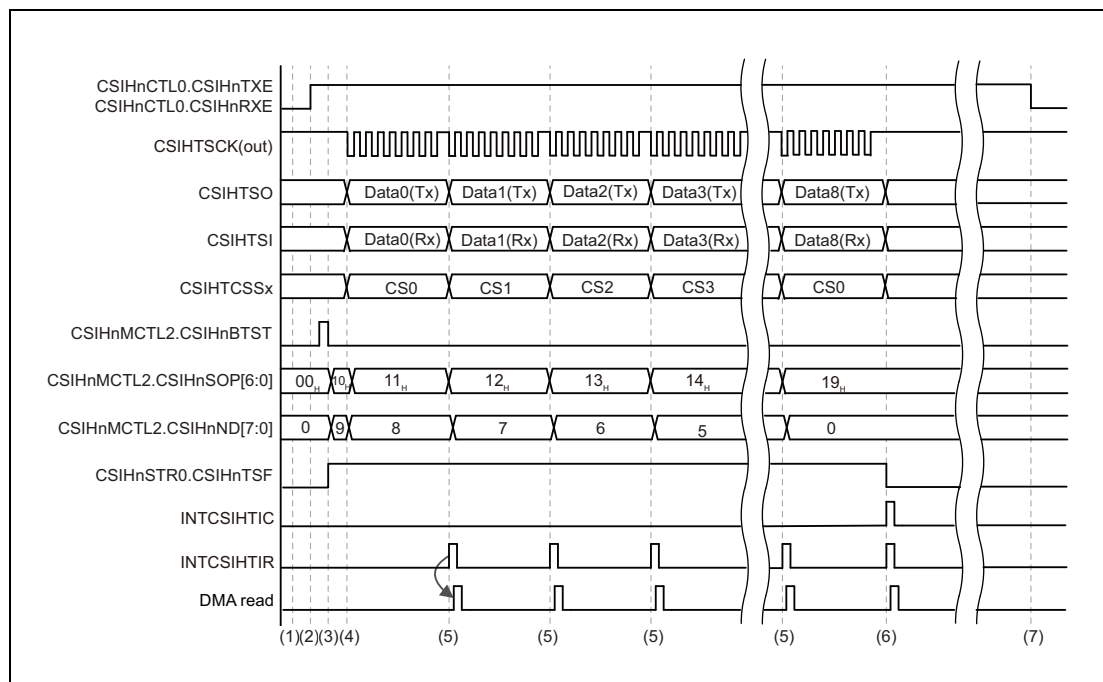 CSIHnCTL0.CSIHnTXE
CSIHnCTL0.CSIHnRXE
CSIHTSCK(out)
CSIHTSO Data0(Tx) Data1(Tx) Data2(Tx) Data3(Tx) Data8(Tx)
CSIHTSI Data0(Rx) Data1(Rx) Data2(Rx) Data3(Rx) Data8(Rx)
CSIHTCSSx CS0 CS1 CS2 CS3 CS0
CSIHnMCTL2.CSIHnBTST
CSIHnMCTL2.CSIHnSOP[6:0] 00H 10H 11H 12H 13H 14H 19H
CSIHnMCTL2.CSIHnND[7:0] 0 9 8 7 6 5 0
CSIHnSTR0.CSIHnTSF
INTCSIHTIC
INTCSIHTIR
DMA read
(1)(2)(3)(4) (5) (5) (5) (5) (6) (7)